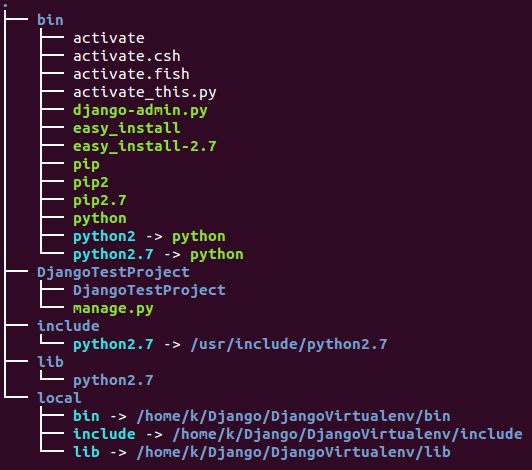 .
├── bin
│   ├── activate
│   ├── activate.csh
│   ├── activate.fish
│   ├── activate_this.py
│   ├── django-admin.py
│   ├── easy_install
│   ├── easy_install-2.7
│   ├── pip
│   ├── pip2
│   ├── pip2.7
│   ├── python
│   ├── python2 -> python
│   └── python2.7 -> python
├── DjangoTestProject
│   ├── DjangoTestProject
│   └── manage.py
├── include
│   └── python2.7 -> /usr/include/python2.7
├── lib
│   └── python2.7
└── local
    ├── bin -> /home/k/Django/DjangoVirtualenv/bin
    ├── include -> /home/k/Django/DjangoVirtualenv/include
    └── lib -> /home/k/Django/DjangoVirtualenv/lib